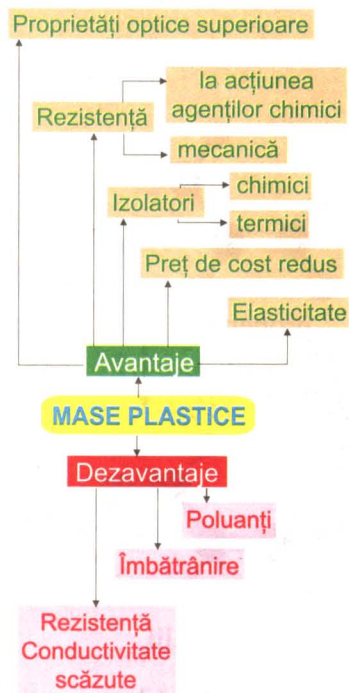 Proprietăți optice superioare
la acțiunea
agenților chimici
Rezistență
mecanică
chimici
Izolatori
termici
Preț de cost redus
Elasticitate
Avantaje
MASE PLASTICE
Dezavantaje
Poluanți
Îmbătrânire
Rezistență
Conductivitate
scăzute